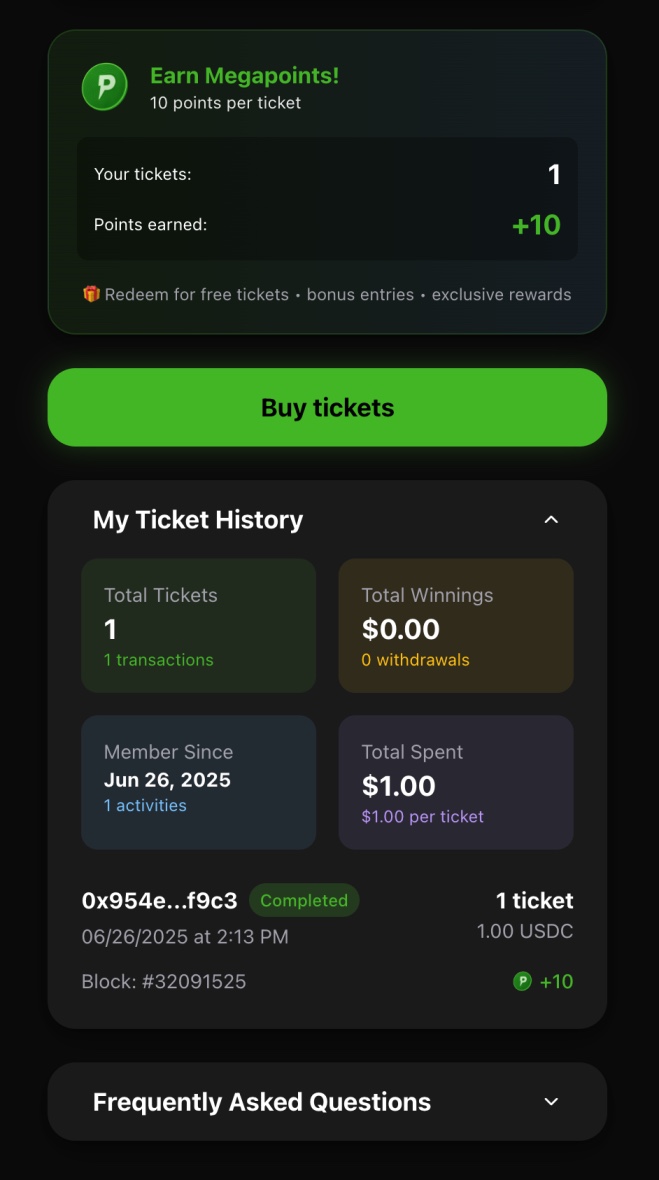 Earn Megapoints!
10 points per ticket
Your tickets: 1
Points earned: +10
🎁 Redeem for free tickets • bonus entries • exclusive rewards
Buy tickets
My Ticket History
Total Tickets
1
1 transactions
Total Winnings
$0.00
0 withdrawals
Member Since
Jun 26, 2025
1 activities
Total Spent
$1.00
$1.00 per ticket
0x954e...f9c3 Completed 1 ticket
06/26/2025 at 2:13 PM 1.00 USDC
Block: #32091525 P +10
Frequently Asked Questions